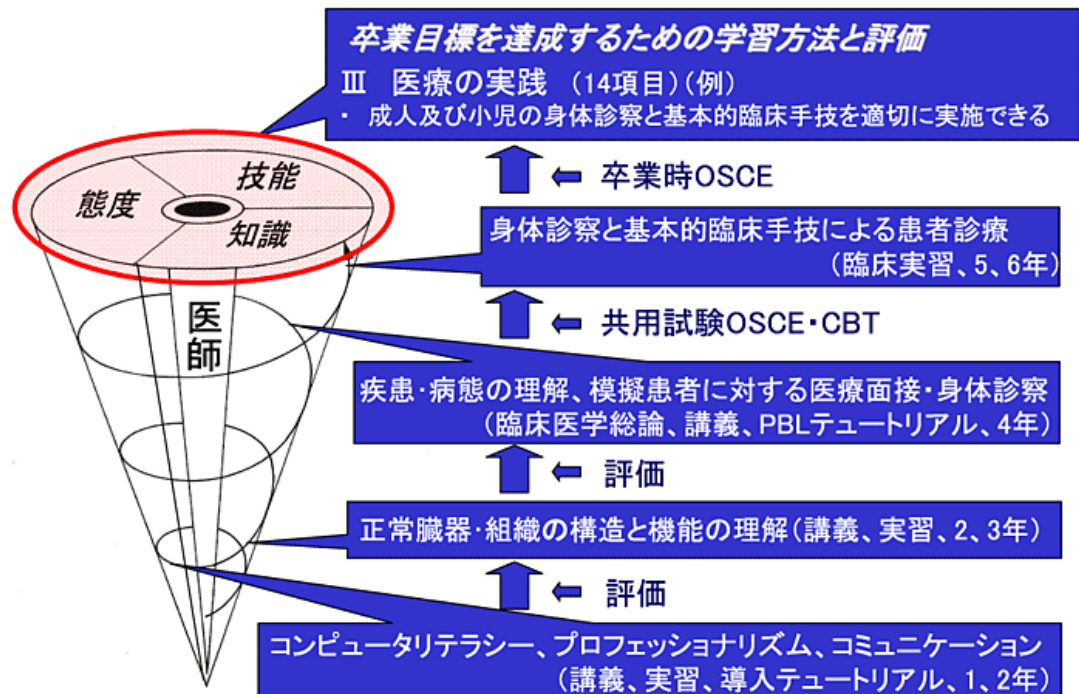 卒業目標を達成するための学習方法と評価
Ⅲ 医療の実践 (14項目)(例)
・ 成人及び小児の身体診察と基本的臨床手技を適切に実施できる
卒業時OSCE
技能
態度
知識
身体診察と基本的臨床手技による患者診療
(臨床実習、5、6年)
医師
共用試験OSCE・CBT
疾患・病態の理解、模擬患者に対する医療面接・身体診察
(臨床医学総論、講義、PBLテュートリアル、4年)
評価
正常臓器・組織の構造と機能の理解(講義、実習、2、3年)
評価
コンピュータリテラシー、プロフェッショナリズム、コミュニケーション
(講義、実習、導入テュートリアル、1、2年)